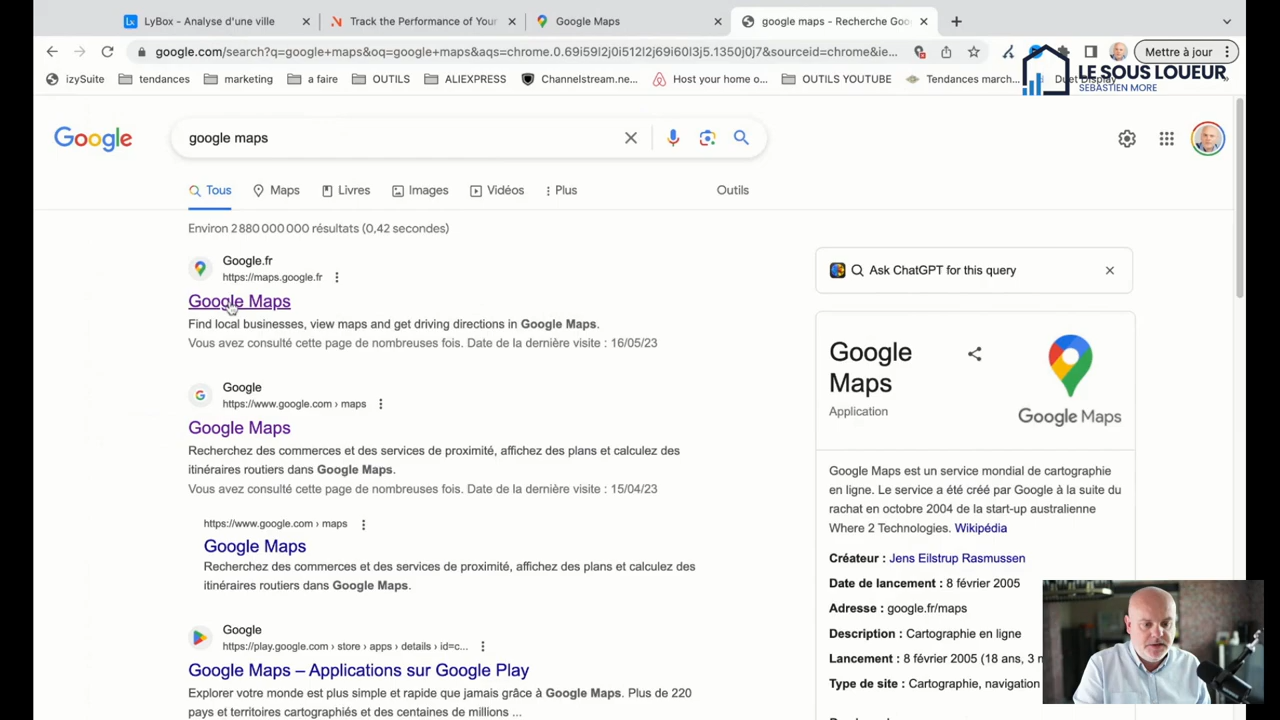 LyBox - Analyse d'une ville
Track the Performance of Your
Google Maps
google maps - Recherche Goo
google.com/search?q=google+maps&oq=google+maps&aqs=chrome.0.69i59l2j0i512l2j69i60l3j5.1350j0j7&sourceid=chrome&ie...
Mettre à jour
izySuite
tendances
marketing
a faire
OUTILS
ALIEXPRESS
Channelstream.ne...
Host your home o...
OUTILS YOUTUBE
Tendances march...
Duet Display
LE SOUS LOUEUR
SEBASTIEN MORE
Google
google maps
Tous
Maps
Livres
Images
Vidéos
Plus
Outils
Environ 2 880 000 000 résultats (0,42 secondes)
Google.fr
https://maps.google.fr
Google Maps
Find local businesses, view maps and get driving directions in Google Maps.
Vous avez consulté cette page de nombreuses fois. Date de la dernière visite : 16/05/23
Google
https://www.google.com › maps
Google Maps
Recherchez des commerces et des services de proximité, affichez des plans et calculez des
itinéraires routiers dans Google Maps.
Vous avez consulté cette page de nombreuses fois. Date de la dernière visite : 15/04/23
https://www.google.com › maps
Google Maps
Recherchez des commerces et des services de proximité, affichez des plans et calculez des
itinéraires routiers dans Google Maps.
Google
https://play.google.com › store › apps › details › id=c...
Google Maps – Applications sur Google Play
Explorer votre monde est plus simple et rapide que jamais grâce à Google Maps. Plus de 220
pays et territoires cartographiés et des centaines de millions ...
Ask ChatGPT for this query
Google
Maps
Application
Google Maps
Google Maps est un service mondial de cartographie
en ligne. Le service a été créé par Google à la suite du
rachat en octobre 2004 de la start-up australienne
Where 2 Technologies. Wikipédia
Créateur : Jens Eilstrup Rasmussen
Date de lancement : 8 février 2005
Adresse : google.fr/maps
Description : Cartographie en ligne
Lancement : 8 février 2005 (18 ans, 3 m
Type de site : Cartographie, navigation